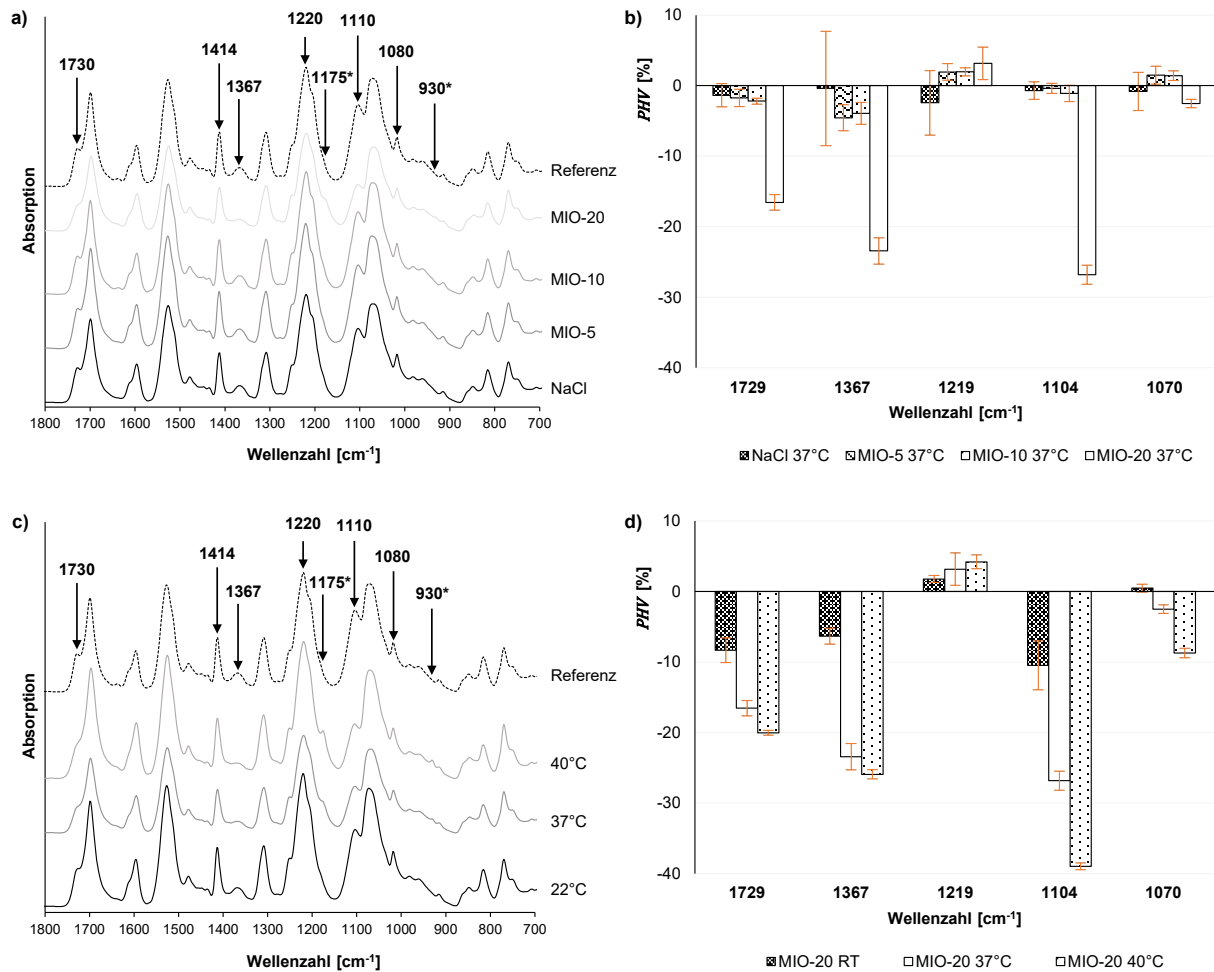 a)
1730
1414
1367
1220
1175*
1110
1080
930*
Absorption
Referenz
MIO-20
MIO-10
MIO-5
NaCl
1800 1700 1600 1500 1400 1300 1200 1100 1000 900 800 700
Wellenzahl [cm⁻¹]
b)
PHV [%]
10
0
-10
-20
-30
-40
1729 1367 1219 1104 1070
Wellenzahl [cm⁻¹]
NaCl 37°C MIO-5 37°C MIO-10 37°C MIO-20 37°C
c)
1730
1414
1367
1220
1175*
1110
1080
930*
Absorption
Referenz
40°C
37°C
22°C
1800 1700 1600 1500 1400 1300 1200 1100 1000 900 800 700
Wellenzahl [cm⁻¹]
d)
PHV [%]
10
0
-10
-20
-30
-40
1729 1367 1219 1104 1070
Wellenzahl [cm⁻¹]
MIO-20 RT MIO-20 37°C MIO-20 40°C